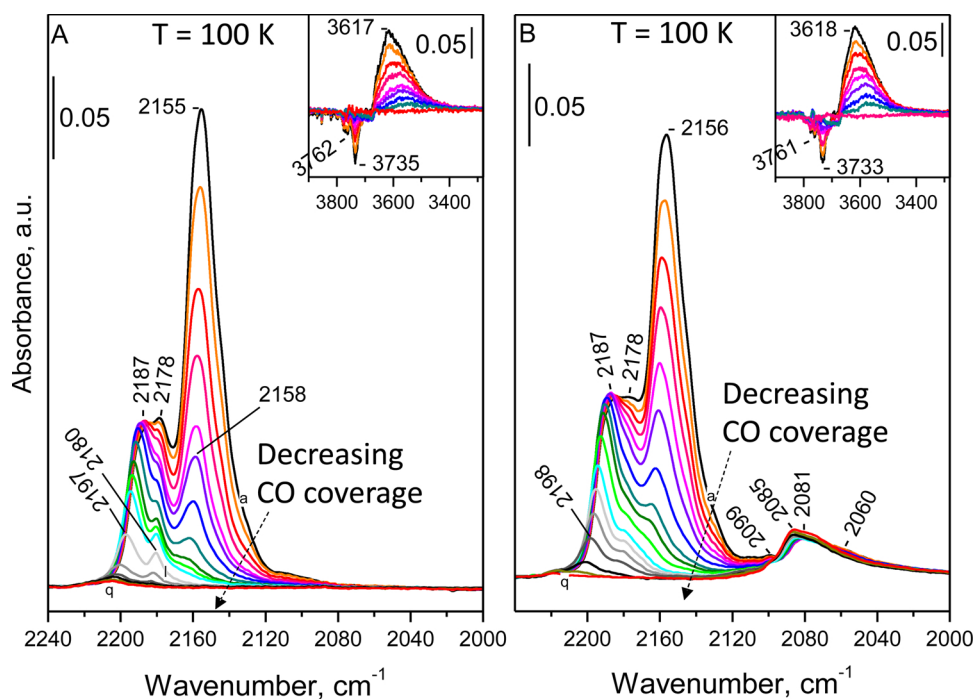 A
T = 100 K
3617
0.05
3762
3735
3800 3600 3400
0.05
2155
2187
2178
2158
2180
2197
Decreasing
CO coverage
a
q
2240 2200 2160 2120 2080 2040 2000
Wavenumber, cm-1
Absorbance, a.u.
B
T = 100 K
3618
0.05
3761
3733
3800 3600 3400
0.05
2156
2187
2178
Decreasing
CO coverage
2198
a
2099
2085
2081
2060
q
2200 2160 2120 2080 2040 2000
Wavenumber, cm-1